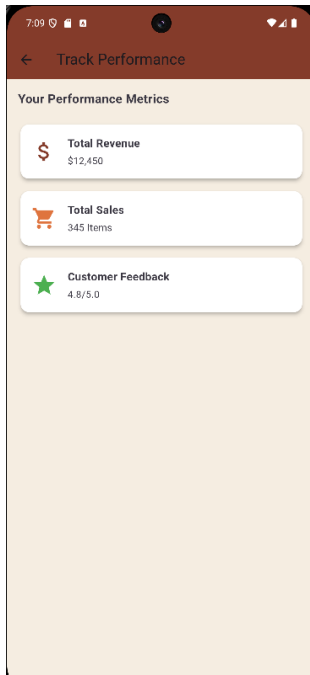 7:09
Track Performance
Your Performance Metrics
Total Revenue
$12,450
Total Sales
345 Items
Customer Feedback
4.8/5.0